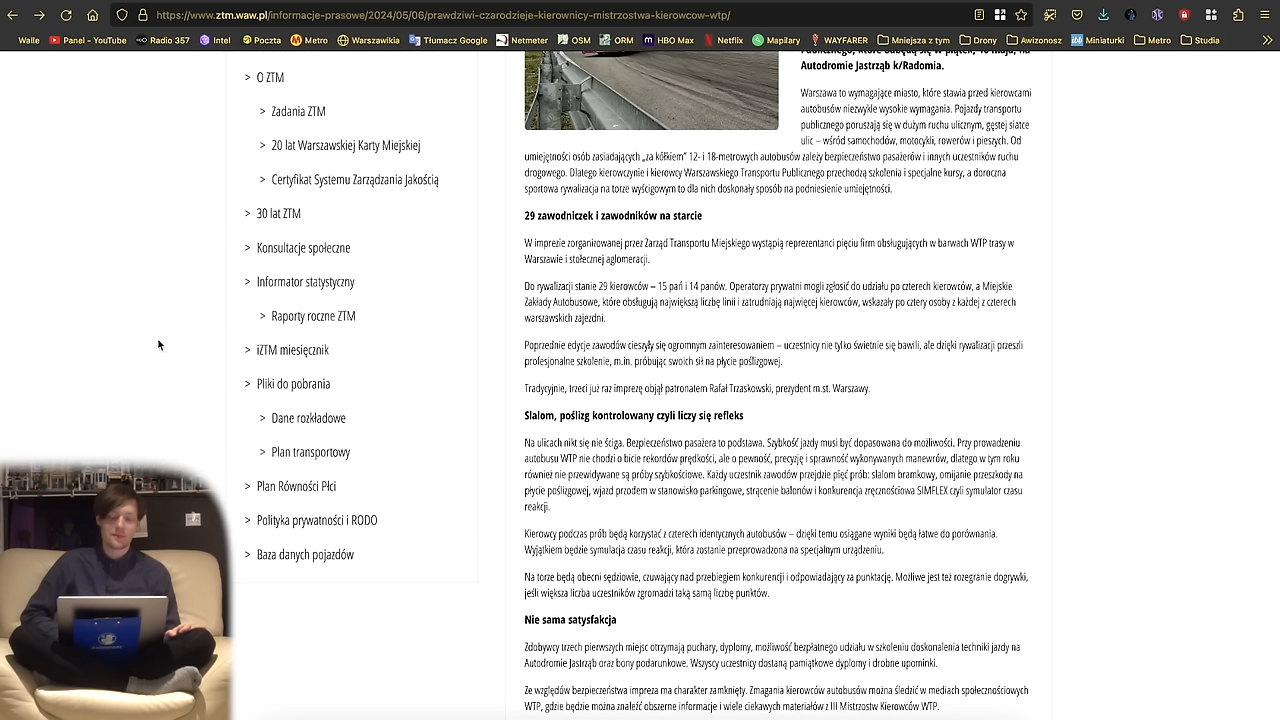 https://www.ztm.waw.pl/informacje-prasowe/2024/05/06/prawdziwi-czarodzieje-kierownicy-mistrzostwa-kierowcow-wtp/
Walle Panel - YouTube Radio 357 Intel Poczta Metro Warszawikia Tłumacz Google Netmeter OSM ORM HBO Max Netflix Mapilary WAYFARER Mniejsza z tym Drony Awizonosz Miniaturki Metro Studia
> O ZTM
> Zadania ZTM
> 20 lat Warszawskiej Karty Miejskiej
> Certyfikat Systemu Zarządzania Jakością
> 30 lat ZTM
> Konsultacje społeczne
> Informator statystyczny
> Raporty roczne ZTM
> iZTM miesięcznik
> Pliki do pobrania
> Dane rozkładowe
> Plan transportowy
> Plan Równości Płci
> Polityka prywatności i RODO
> Baza danych pojazdów
Publicznego, które odbędą się w piątek, 10 maja, na
Autodromie Jastrząb k/Radomia.
Warszawa to wymagające miasto, które stawia przed kierowcami
autobusów niezwykle wysokie wymagania. Pojazdy transportu
publicznego poruszają się w dużym ruchu ulicznym, gęstej siatce
ulic – wśród samochodów, motocykli, rowerów i pieszych. Od
umiejętności osób zasiadających „za kółkiem” 12- i 18-metrowych autobusów zależy bezpieczeństwo pasażerów i innych uczestników ruchu
drogowego. Dlatego kierowczynie i kierowcy Warszawskiego Transportu Publicznego przechodzą szkolenia i specjalne kursy, a doroczna
sportowa rywalizacja na torze wyścigowym to dla nich doskonały sposób na podniesienie umiejętności.
29 zawodniczek i zawodników na starcie
W imprezie zorganizowanej przez Zarząd Transportu Miejskiego wystąpią reprezentanci pięciu firm obsługujących w barwach WTP trasy w
Warszawie i stołecznej aglomeracji.
Do rywalizacji stanie 29 kierowców – 15 pań i 14 panów. Operatorzy prywatni mogli zgłosić do udziału po czterech kierowców, a Miejskie
Zakłady Autobusowe, które obsługują największą liczbę linii i zatrudniają najwięcej kierowców, wskazały po cztery osoby z każdej z czterech
warszawskich zajezdni.
Poprzednie edycje zawodów cieszyły się ogromnym zainteresowaniem – uczestnicy nie tylko świetnie się bawili, ale dzięki rywalizacji przeszli
profesjonalne szkolenie, m.in. próbując swoich sił na płycie poślizgowej.
Tradycyjnie, trzeci już raz imprezę objął patronatem Rafał Trzaskowski, prezydent m.st. Warszawy.
Slalom, poślizg kontrolowany czyli liczy się refleks
Na ulicach nikt się nie ściga. Bezpieczeństwo pasażera to podstawa. Szybkość jazdy musi być dopasowana do możliwości. Przy prowadzeniu
autobusu WTP nie chodzi o bicie rekordów prędkości, ale o pewność, precyzję i sprawność wykonywanych manewrów, dlatego w tym roku
również nie przewidywane są próby szybkościowe. Każdy uczestnik zawodów przejdzie pięć prób: slalom bramkowy, omijanie przeszkody na
płycie poślizgowej, wjazd przodem w stanowisko parkingowe, strącenie balonów i konkurencja zręcznościowa SIMFLEX czyli symulator czasu
reakcji.
Kierowcy podczas prób będą korzystać z czterech identycznych autobusów – dzięki temu osiągane wyniki będą łatwe do porównania.
Wyjątkiem będzie symulacja czasu reakcji, która zostanie przeprowadzona na specjalnym urządzeniu.
Na torze będą obecni sędziowie, czuwający nad przebiegiem konkurencji i odpowiadający za punktację. Możliwe jest też rozegranie dogrywki,
jeśli większa liczba uczestników zgromadzi taką samą liczbę punktów.
Nie sama satysfakcja
Zdobywcy trzech pierwszych miejsc otrzymają puchary, dyplomy, możliwość bezpłatnego udziału w szkoleniu doskonalenia techniki jazdy na
Autodromie Jastrząb oraz bony podarunkowe. Wszyscy uczestnicy dostaną pamiątkowe dyplomy i drobne upominki.
Ze względów bezpieczeństwa impreza ma charakter zamknięty. Zmagania kierowców autobusów można śledzić w mediach społecznościowych
WTP, gdzie będzie można znaleźć obszerne informacje i wiele ciekawych materiałów z III Mistrzostw Kierowców WTP.